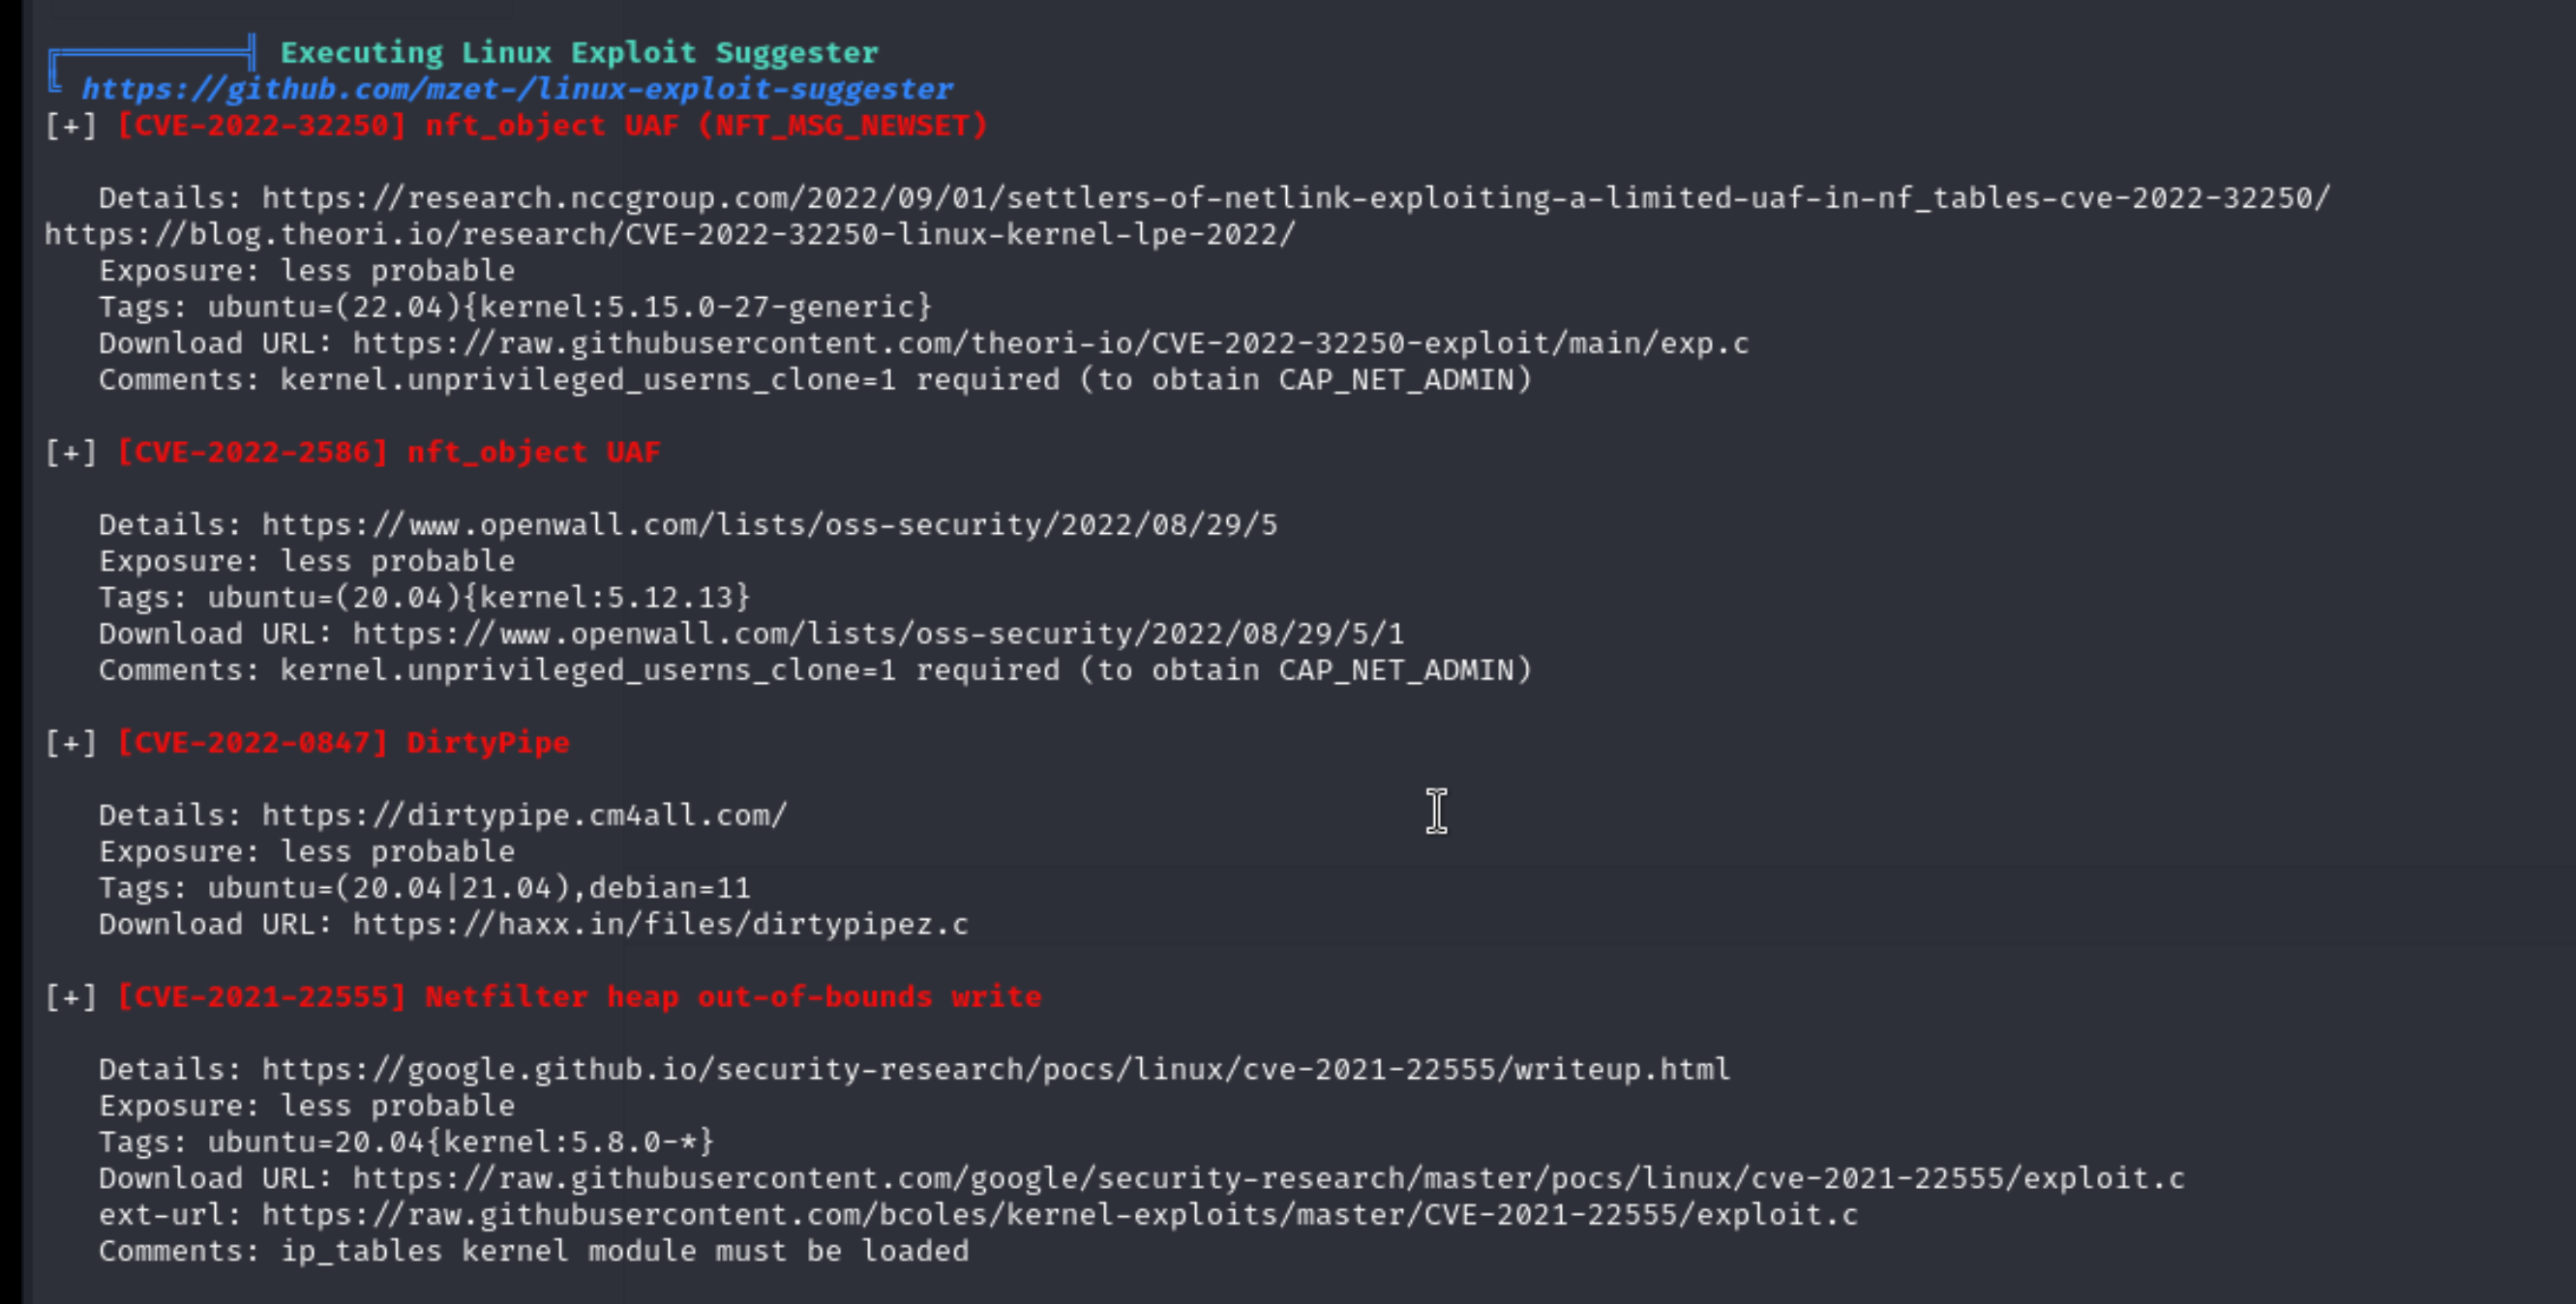 Executing Linux Exploit Suggester
https://github.com/mzet-/linux-exploit-suggester
[+] [CVE-2022-32250] nft_object UAF (NFT_MSG_NEWSET)
Details: https://research.nccgroup.com/2022/09/01/settlers-of-netlink-exploiting-a-limited-uaf-in-nf_tables-cve-2022-32250/
https://blog.theori.io/research/CVE-2022-32250-linux-kernel-lpe-2022/
Exposure: less probable
Tags: ubuntu=(22.04){kernel:5.15.0-27-generic}
Download URL: https://raw.githubusercontent.com/theori-io/CVE-2022-32250-exploit/main/exp.c
Comments: kernel.unprivileged_userns_clone=1 required (to obtain CAP_NET_ADMIN)
[+] [CVE-2022-2586] nft_object UAF
Details: https://www.openwall.com/lists/oss-security/2022/08/29/5
Exposure: less probable
Tags: ubuntu=(20.04){kernel:5.12.13}
Download URL: https://www.openwall.com/lists/oss-security/2022/08/29/5/1
Comments: kernel.unprivileged_userns_clone=1 required (to obtain CAP_NET_ADMIN)
[+] [CVE-2022-0847] DirtyPipe
Details: https://dirtypipe.cm4all.com/
Exposure: less probable
Tags: ubuntu=(20.04|21.04),debian=11
Download URL: https://haxx.in/files/dirtypipez.c
[+] [CVE-2021-22555] Netfilter heap out-of-bounds write
Details: https://google.github.io/security-research/pocs/linux/cve-2021-22555/writeup.html
Exposure: less probable
Tags: ubuntu=20.04{kernel:5.8.0-*}
Download URL: https://raw.githubusercontent.com/google/security-research/master/pocs/linux/cve-2021-22555/exploit.c
ext-url: https://raw.githubusercontent.com/bcoles/kernel-exploits/master/CVE-2021-22555/exploit.c
Comments: ip_tables kernel module must be loaded